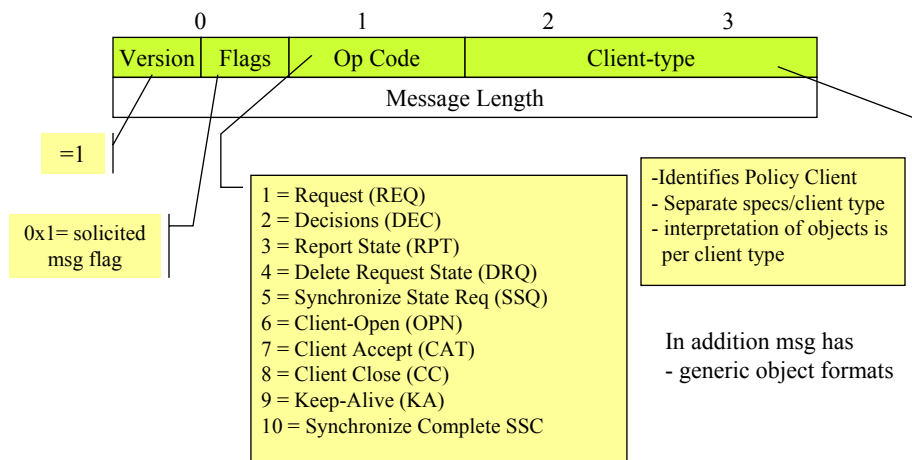 0 1 2 3
Version Flags Op Code Client-type
Message Length
=1
0x1= solicited
msg flag
1 = Request (REQ)
2 = Decisions (DEC)
3 = Report State (RPT)
4 = Delete Request State (DRQ)
5 = Synchronize State Req (SSQ)
6 = Client-Open (OPN)
7 = Client Accept (CAT)
8 = Client Close (CC)
9 = Keep-Alive (KA)
10 = Synchronize Complete SSC
-Identifies Policy Client
- Separate specs/client type
- interpretation of objects is
per client type
In addition msg has
- generic object formats